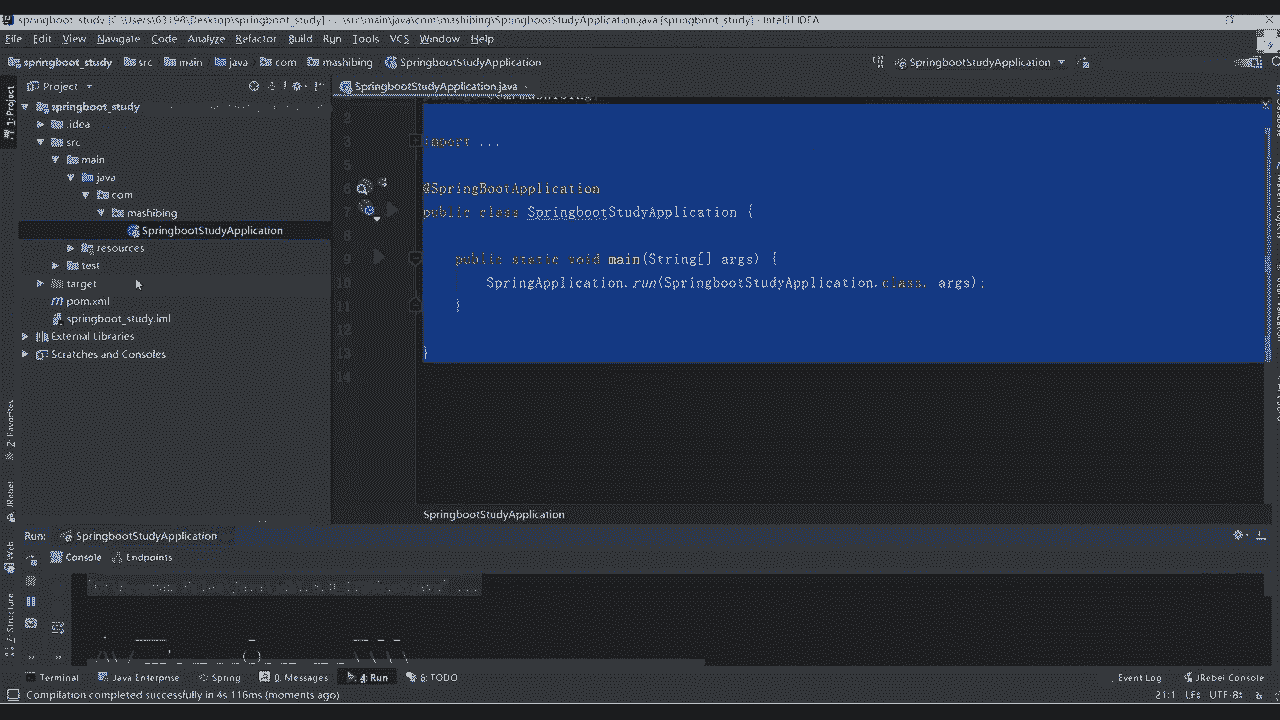 springboot_study [C:\Users\63198\Desktop\springboot_study] - ...\src\main\java\com\mashibing\SpringbootStudyApplication.java [springboot_study] - IntelliJ IDEA
File Edit View Navigate Code Analyze Refactor Build Run Tools VCS Window Help
springboot_study src main java com mashibing SpringbootStudyApplication SpringbootStudyApplication
1: Project
Project
SpringbootStudyApplication.java
springboot_study
.idea
src
main
java
com
mashibing
SpringbootStudyApplication
resources
test
target
pom.xml
springboot_study.iml
External Libraries
Scratches and Consoles
2
3 import ...
5
6 @SpringBootApplication
7 public class SpringbootStudyApplication {
8
9 public static void main(String[] args) {
10 SpringApplication.run(SpringbootStudyApplication.class, args);
11 }
12
13 }
14
SpringbootStudyApplication
2: Favorites
JRebel
Web
Z: Structure
Run: SpringbootStudyApplication
Console Endpoints
Terminal Java Enterprise Spring 0: Messages 4: Run 6: TODO Event Log JRebel Console
Compilation completed successfully in 4s 116ms (moments ago) 21:1 LF UTF-8